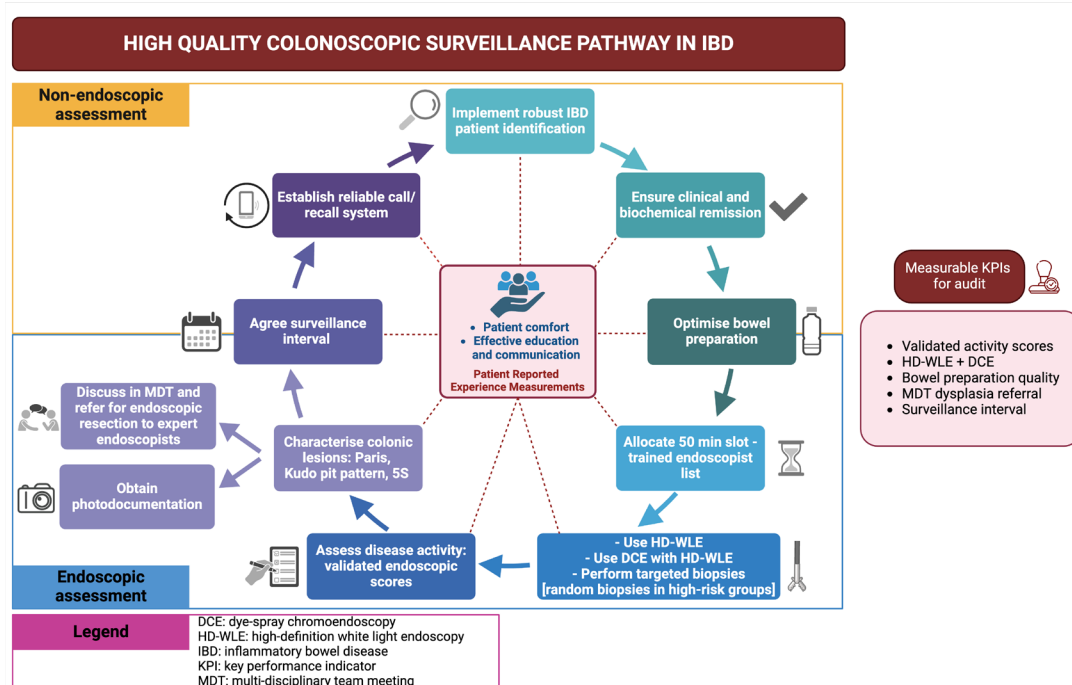 HIGH QUALITY COLONOSCOPIC SURVEILLANCE PATHWAY IN IBD
Non-endoscopic
assessment
Implement robust IBD
patient identification
Establish reliable call/
recall system
Ensure clinical and
biochemical remission
Agree surveillance
interval
• Patient comfort
• Effective education
and communication
Patient Reported
Experience Measurements
Optimise bowel
preparation
Measurable KPIs
for audit
• Validated activity scores
• HD-WLE + DCE
• Bowel preparation quality
• MDT dysplasia referral
• Surveillance interval
Discuss in MDT and
refer for endoscopic
resection to expert
endoscopists
Characterise colonic
lesions: Paris,
Kudo pit pattern, 5S
Allocate 50 min slot -
trained endoscopist
list
Obtain
photodocumentation
Assess disease activity:
validated endoscopic
scores
- Use HD-WLE
- Use DCE with HD-WLE
- Perform targeted biopsies
[random biopsies in high-risk groups]
Endoscopic
assessment
Legend
DCE: dye-spray chromoendoscopy
HD-WLE: high-definition white light endoscopy
IBD: inflammatory bowel disease
KPI: key performance indicator
MDT: multi-disciplinary team meeting